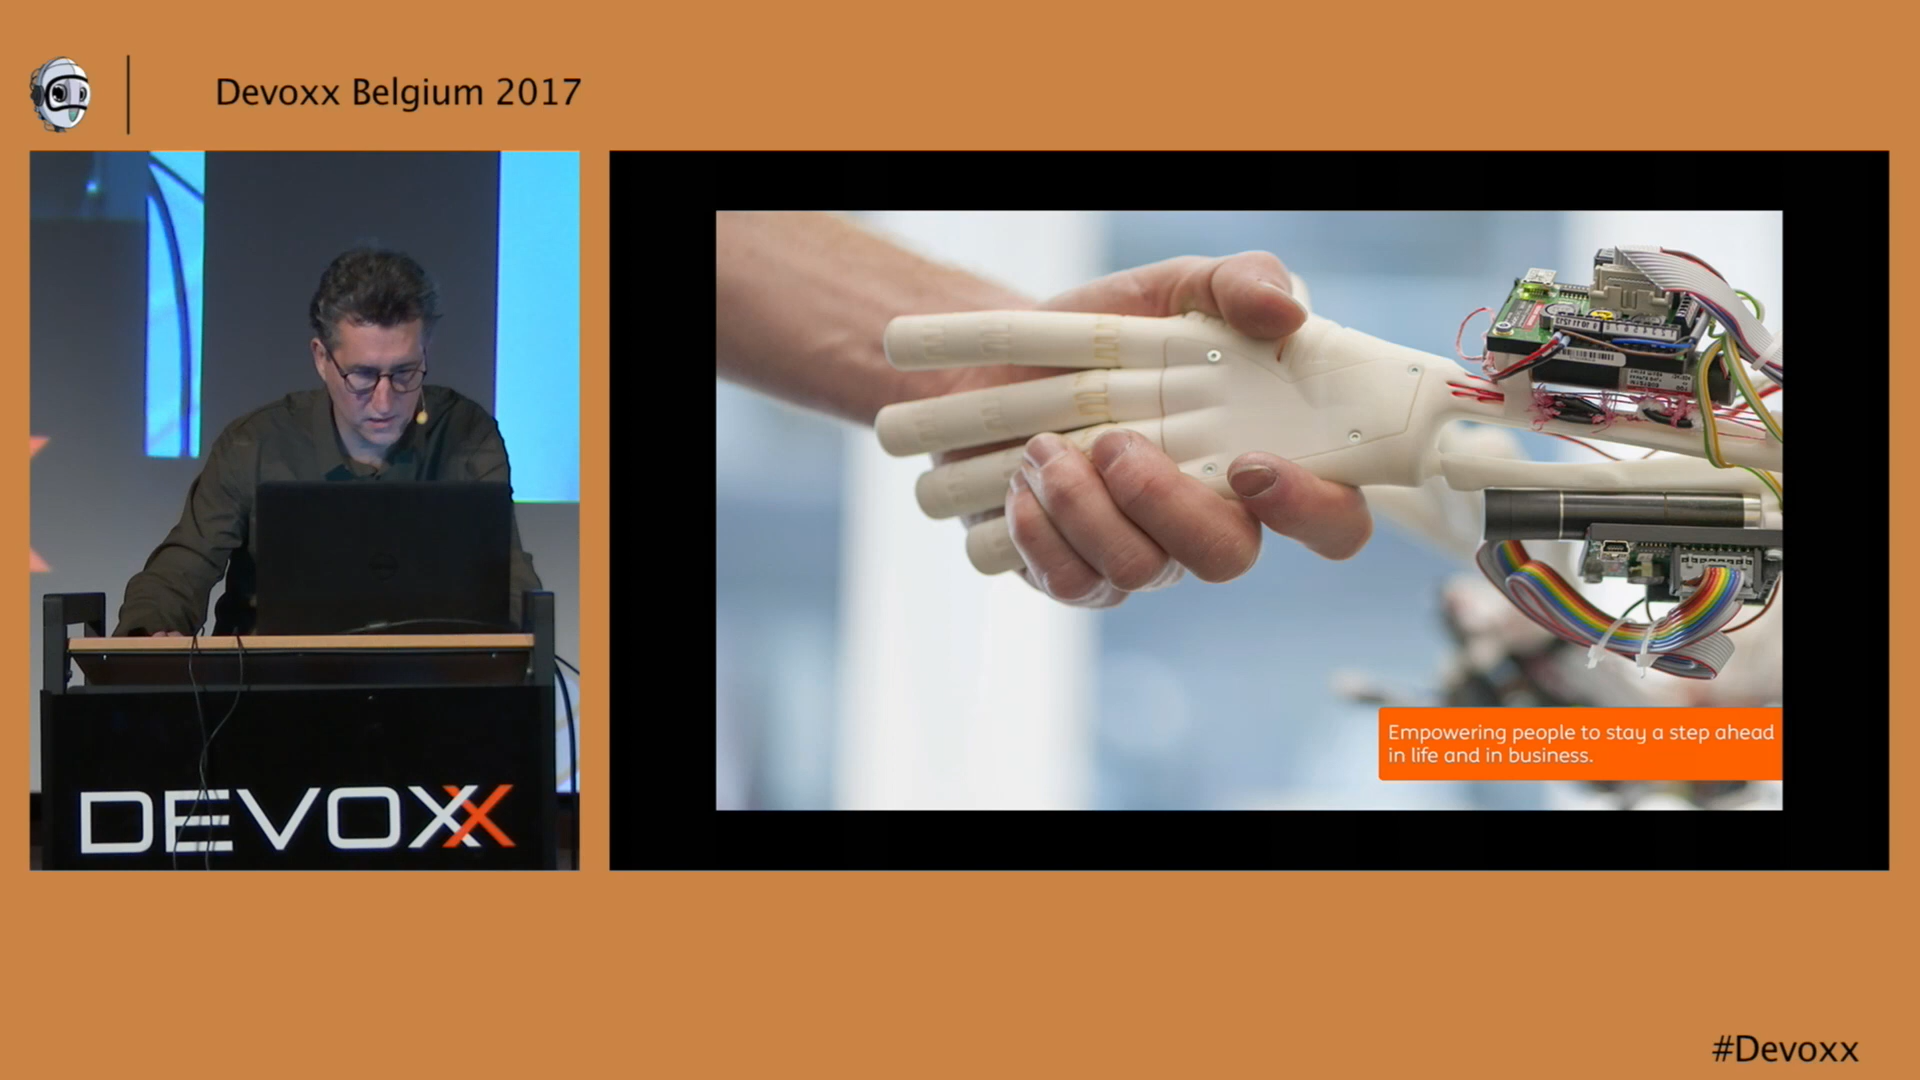 Devoxx Belgium 2017
DEVOXX
Empowering people to stay a step ahead
in life and in business.
#Devoxx